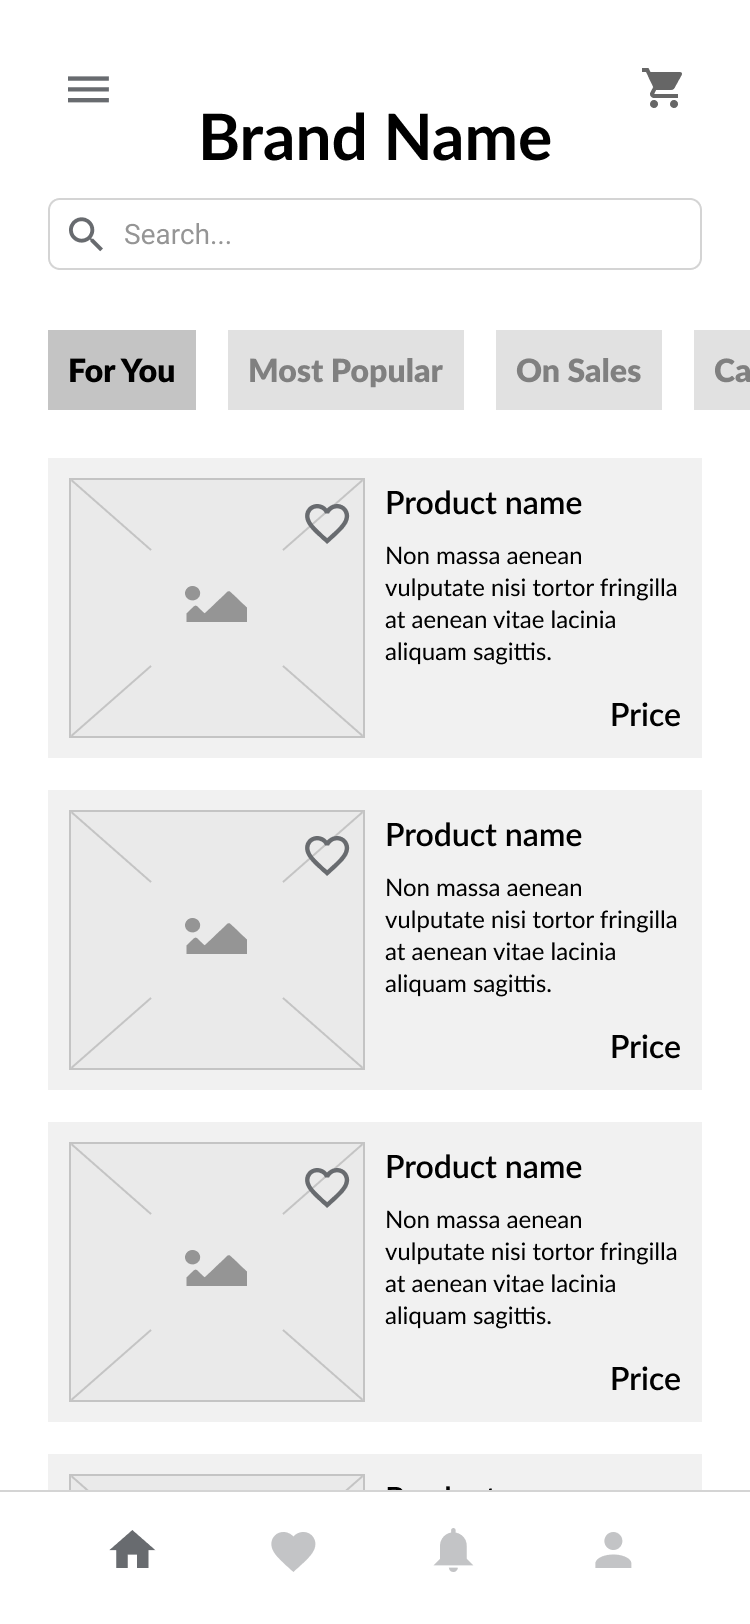 Brand Name
Search...
For You
Most Popular
On Sales
Ca
Product name
Non massa aenean
vulputate nisi tortor fringilla
at aenean vitae lacinia
aliquam sagittis.
Price
Product name
Non massa aenean
vulputate nisi tortor fringilla
at aenean vitae lacinia
aliquam sagittis.
Price
Product name
Non massa aenean
vulputate nisi tortor fringilla
at aenean vitae lacinia
aliquam sagittis.
Price